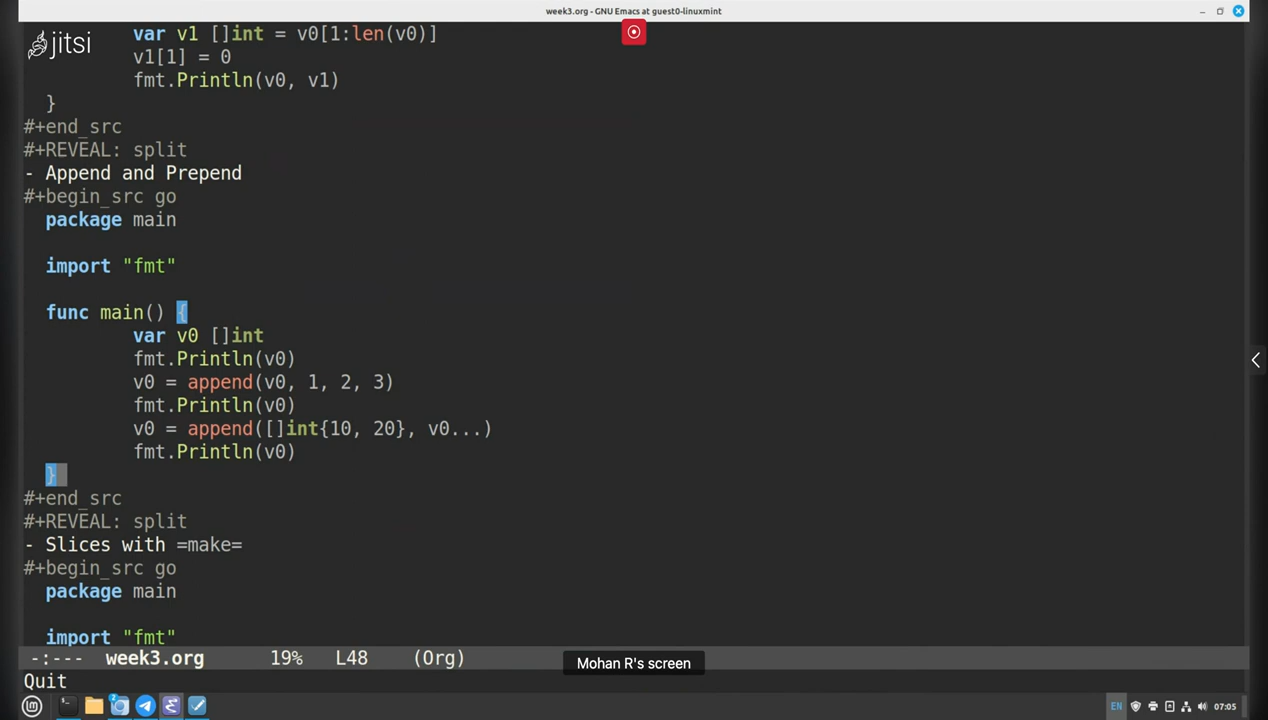 week3.org - GNU Emacs at guest0-linuxmint
jitsi
var v1 []int = v0[1:len(v0)]
v1[1] = 0
fmt.Println(v0, v1)
}
#+end_src
#+REVEAL: split
- Append and Prepend
#+begin_src go
package main
import "fmt"
func main() {
var v0 []int
fmt.Println(v0)
v0 = append(v0, 1, 2, 3)
fmt.Println(v0)
v0 = append([]int{10, 20}, v0...)
fmt.Println(v0)
}
#+end_src
#+REVEAL: split
- Slices with =make=
#+begin_src go
package main
import "fmt"
-:--- week3.org 19% L48 (Org)
Mohan R's screen
Quit
2
EN 07:05